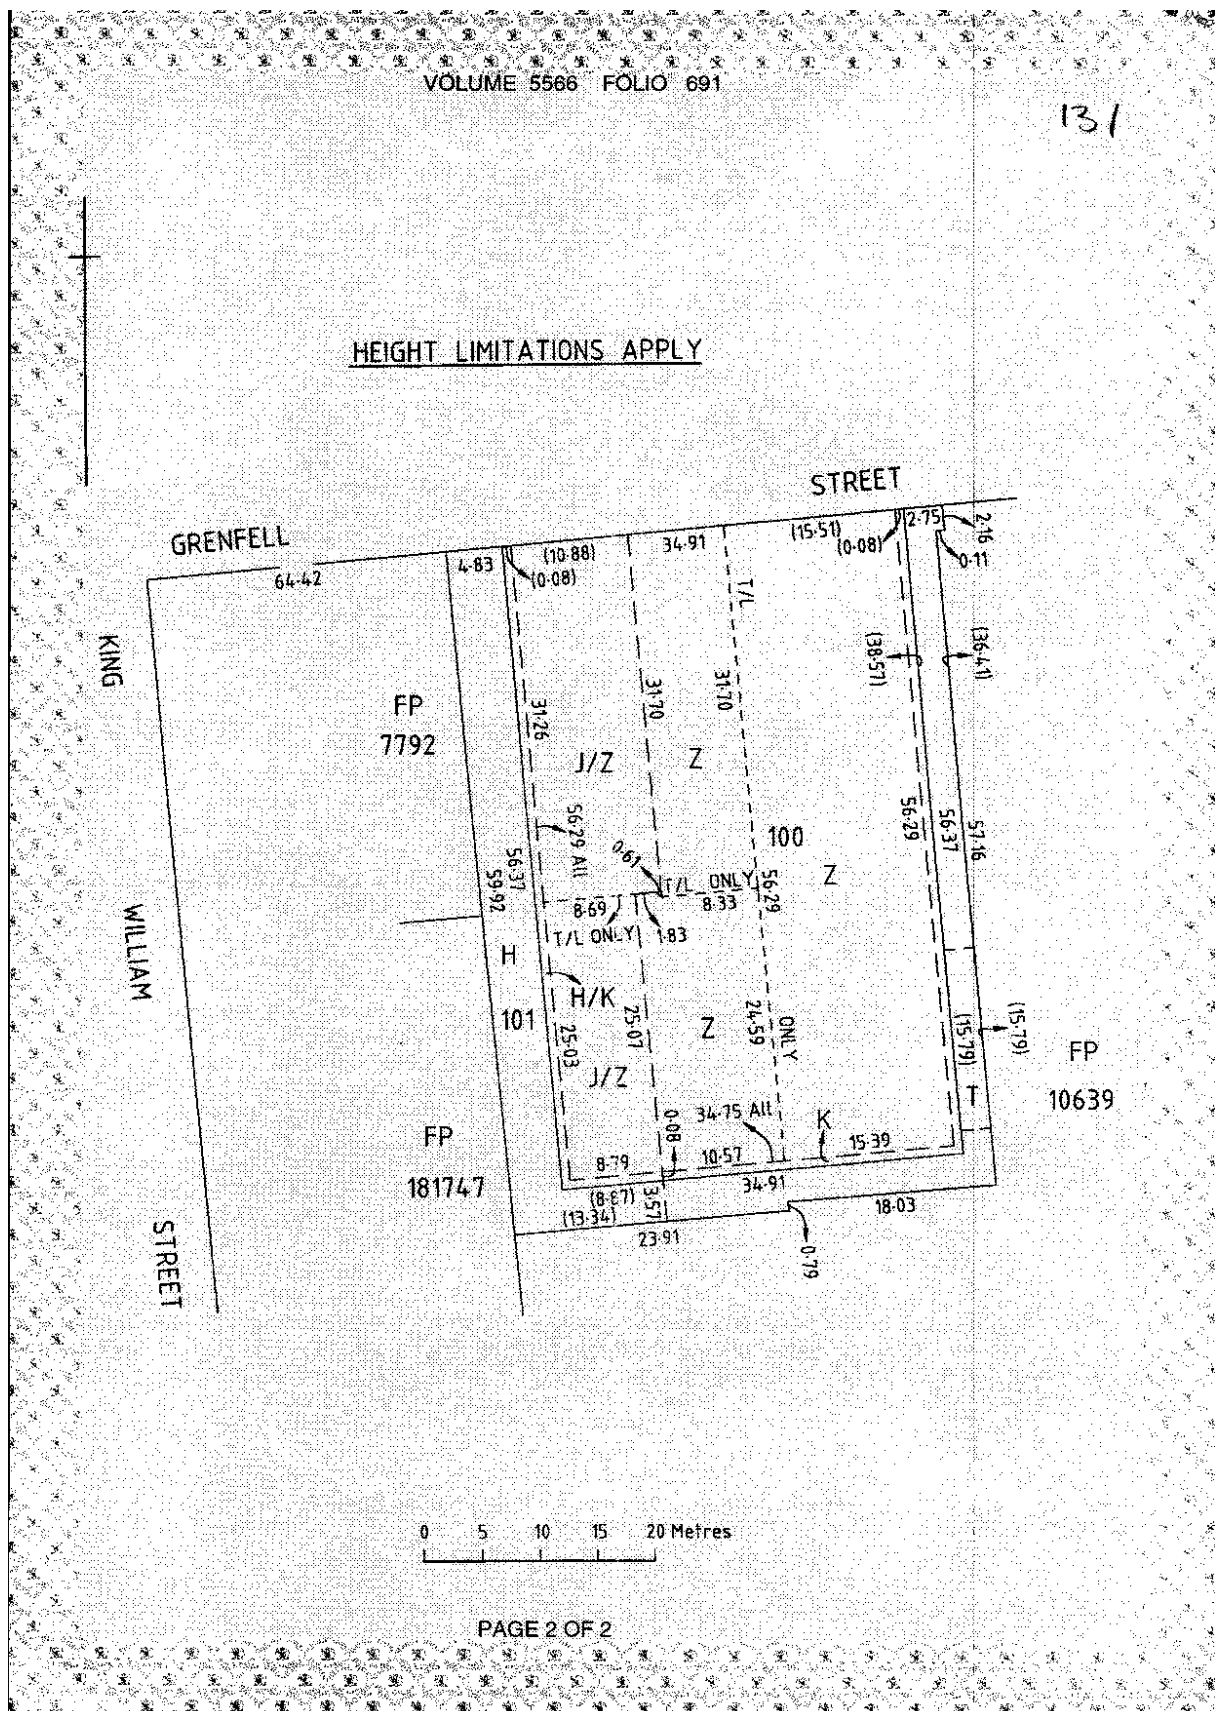 VOLUME 5566 FOLIO 691
131
HEIGHT LIMITATIONS APPLY
STREET
GRENFELL
64·42
4·83
(10·88)
(0·08)
34·91
(15·51)
(0·08)
2·75
2·16
0·11
T/L
KING
(38·57)
(36·41)
FP
7792
31·26
31·70
31·70
J/Z
Z
56·29 All
56·37
59·92
0·61
100
Z
56·29
56·37
57·16
T/L ONLY
8·33
56·29
8·69
T/L ONLY
1·83
WILLIAM
H
H/K
101
25·03
25·07
Z
24·59
ONLY
(15·79)
(15·79)
FP
10639
J/Z
T
0·08
34·75 All
K
FP
181747
8·79
10·57
15·39
(8·87)
3·57
34·91
(13·34)
18·03
23·91
0·79
STREET
0 5 10 15 20 Metres
PAGE 2 OF 2